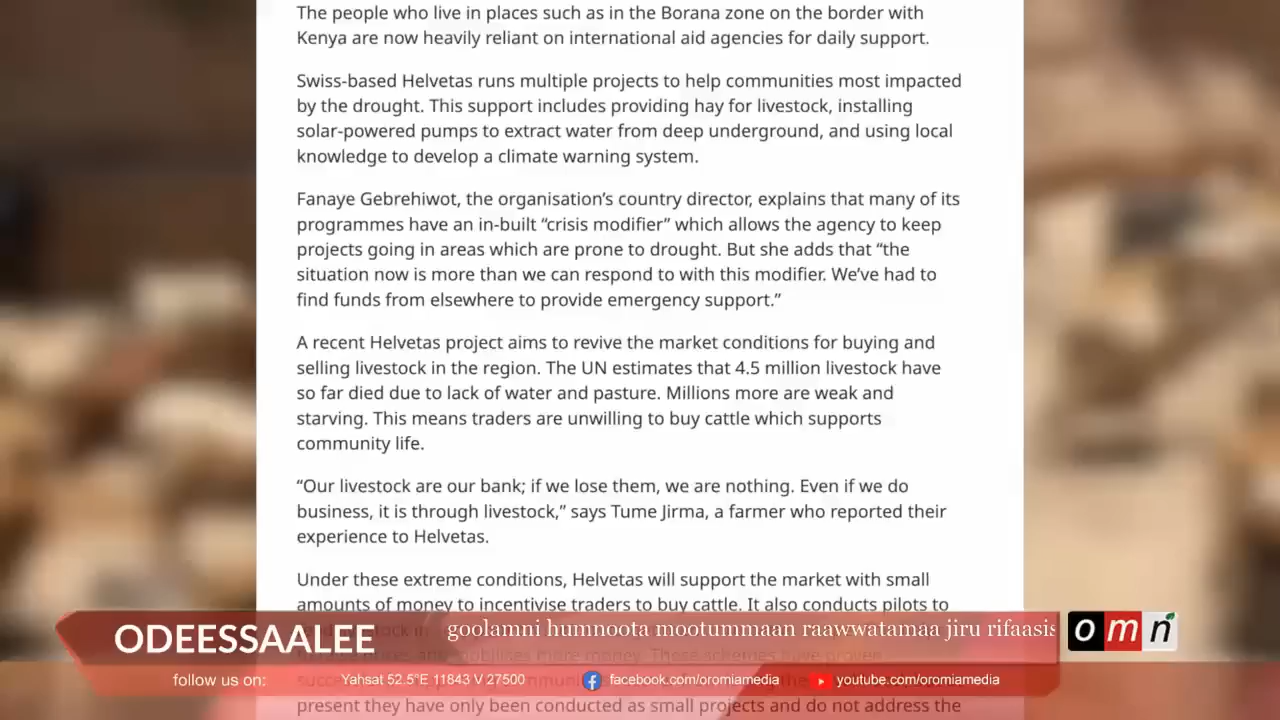 The people who live in places such as in the Borana zone on the border with
Kenya are now heavily reliant on international aid agencies for daily support.
Swiss-based Helvetas runs multiple projects to help communities most impacted
by the drought. This support includes providing hay for livestock, installing
solar-powered pumps to extract water from deep underground, and using local
knowledge to develop a climate warning system.
Fanaye Gebrehiwot, the organisation’s country director, explains that many of its
programmes have an in-built “crisis modifier” which allows the agency to keep
projects going in areas which are prone to drought. But she adds that “the
situation now is more than we can respond to with this modifier. We’ve had to
find funds from elsewhere to provide emergency support.”
A recent Helvetas project aims to revive the market conditions for buying and
selling livestock in the region. The UN estimates that 4.5 million livestock have
so far died due to lack of water and pasture. Millions more are weak and
starving. This means traders are unwilling to buy cattle which supports
community life.
“Our livestock are our bank; if we lose them, we are nothing. Even if we do
business, it is through livestock,” says Tume Jirma, a farmer who reported their
experience to Helvetas.
Under these extreme conditions, Helvetas will support the market with small
amounts of money to incentivise traders to buy cattle. It also conducts pilots to
mobilises more money. These schemes have proven
present they have only been conducted as small projects and do not address the
ODEESSAALEE
goolamni humnoota mootummaan raawwatamaa jiru rifaasis
omn
follow us on:
Yahsat 52.5°E 11843 V 27500
facebook.com/oromiamedia
youtube.com/oromiamedia